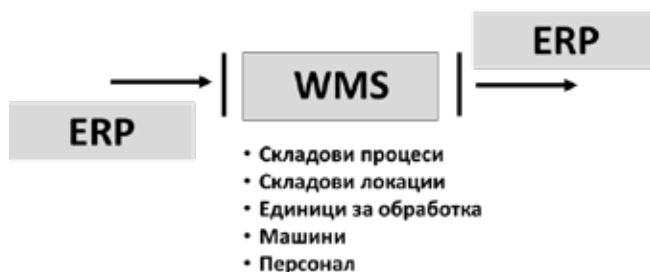 ERP
WMS
ERP
• Складови процеси
• Складови локации
• Единици за обработка
• Машини
• Персонал